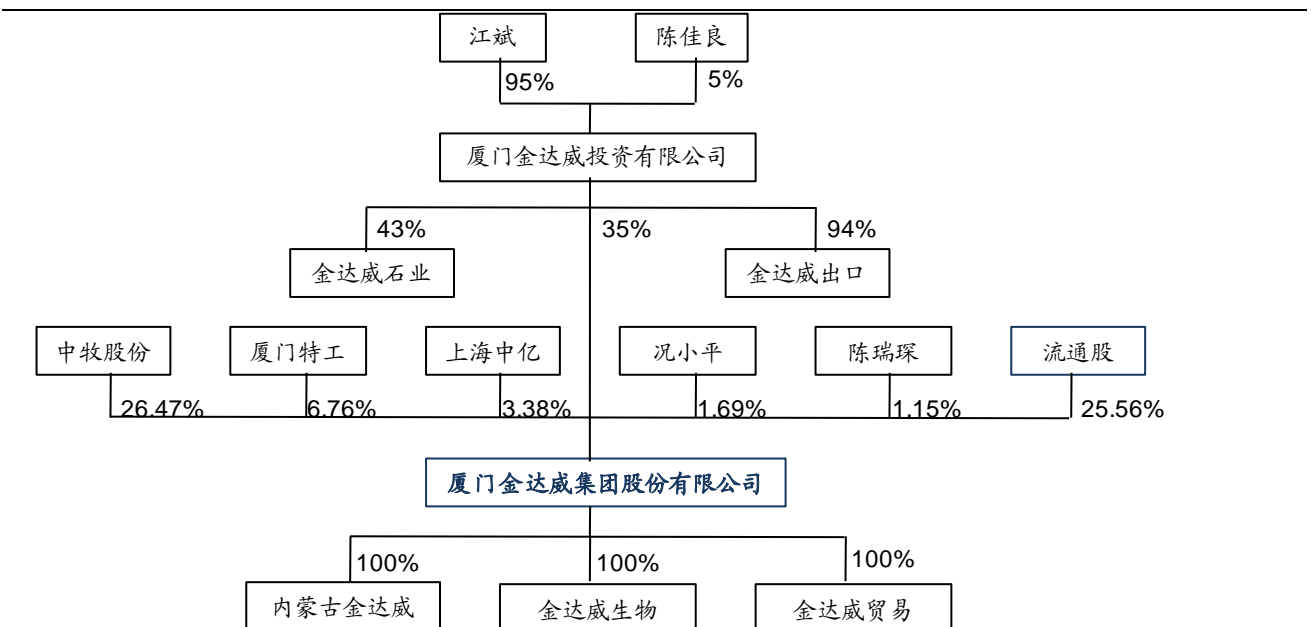 江斌
陈佳良
95%
5%
厦门金达威投资有限公司
43%
35%
94%
金达威石业
金达威出口
中牧股份
厦门特工
上海中亿
况小平
陈瑞琛
流通股
26.47%
6.76%
3.38%
1.69%
1.15%
25.56%
厦门金达威集团股份有限公司
100%
100%
100%
内蒙古金达威
金达威生物
金达威贸易